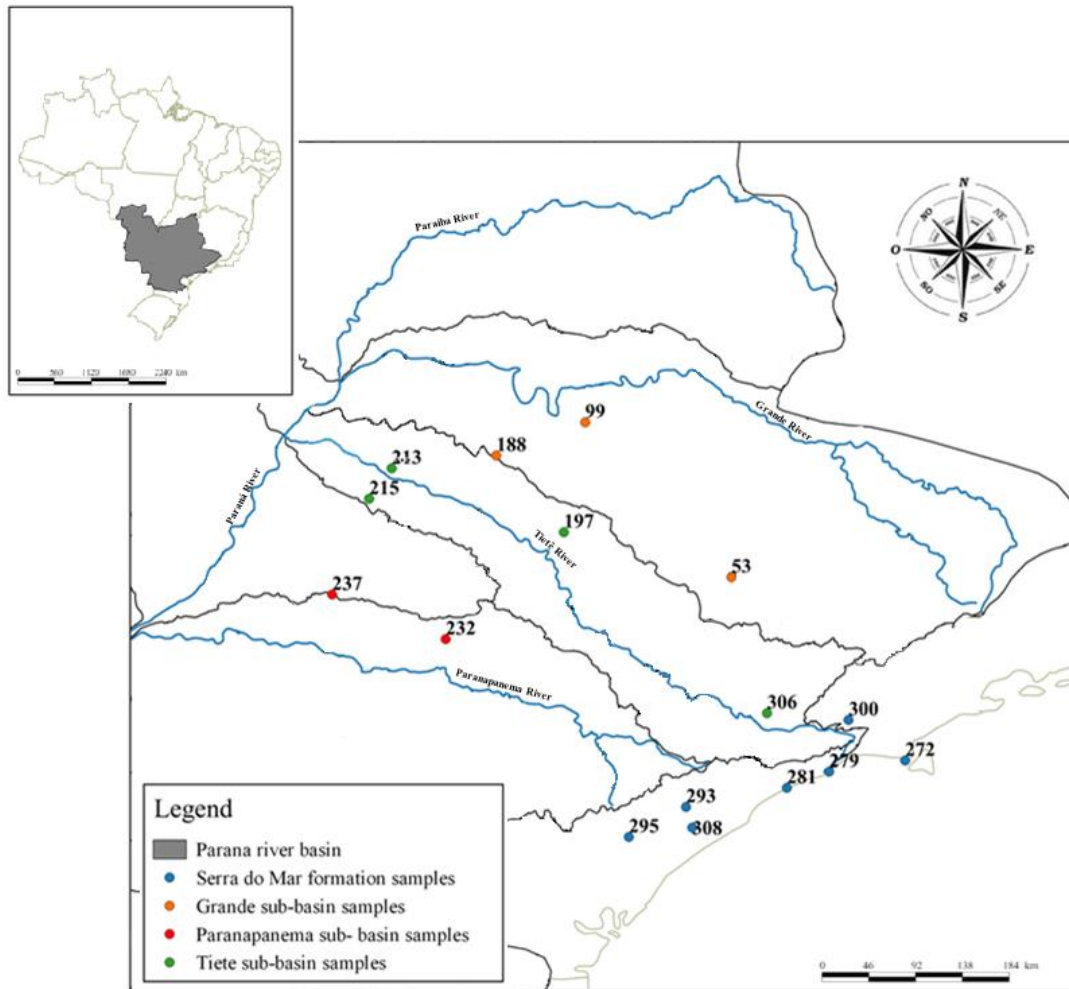 0 560 1120 1680 2240 km
Paraiba River
N
NO
NE
O
E
SO
SE
S
Grande River
99
188
213
215
Paraná River
197
Tietê River
53
237
232
Paranapanema River
306
300
272
279
281
293
308
295
Legend
Parana river basin
Serra do Mar formation samples
Grande sub-basin samples
Paranapanema sub- basin samples
Tiete sub-basin samples
0 46 92 138 184 km